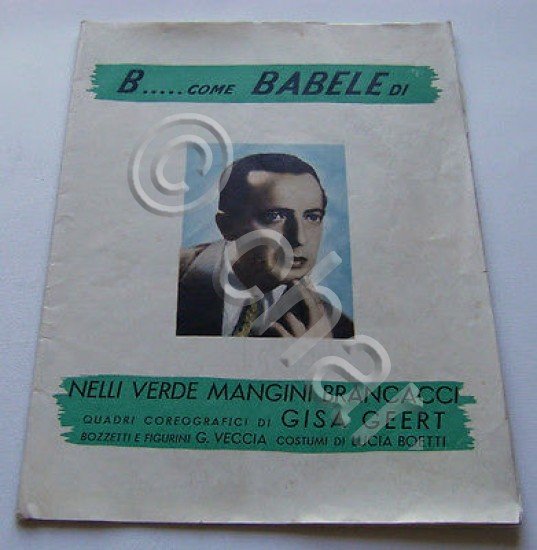 B.....COME BABELE DI
NELLI VERDE MANGINI BRANCACCI
QUADRI COREOGRAFICI DI GISA GEERT
BOZZETTI E FIGURINI G. VECCIA COSTUMI DI LUCIA BOETTI